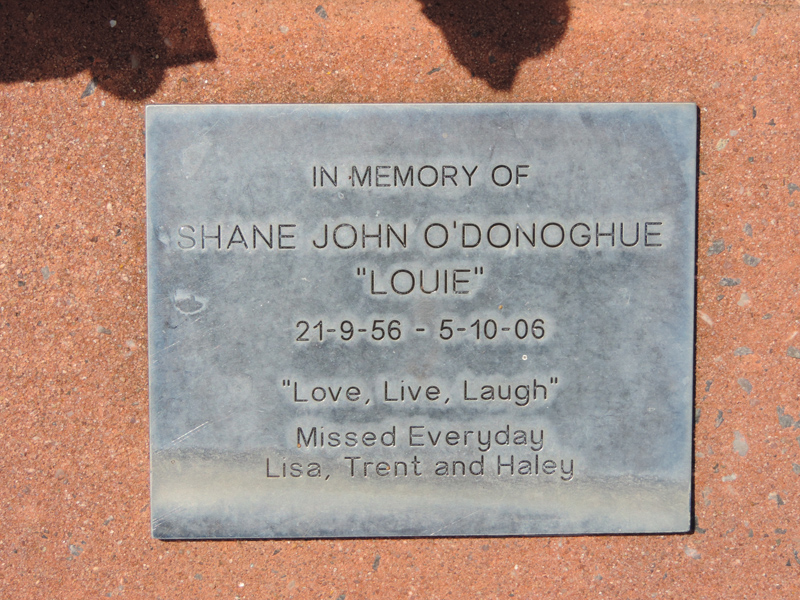 IN MEMORY OF
SHANE JOHN O'DONOGHUE
"LOUIE"
21-9-56 - 5-10-06
"Love, Live, Laugh"
Missed Everyday
Lisa, Trent and Haley